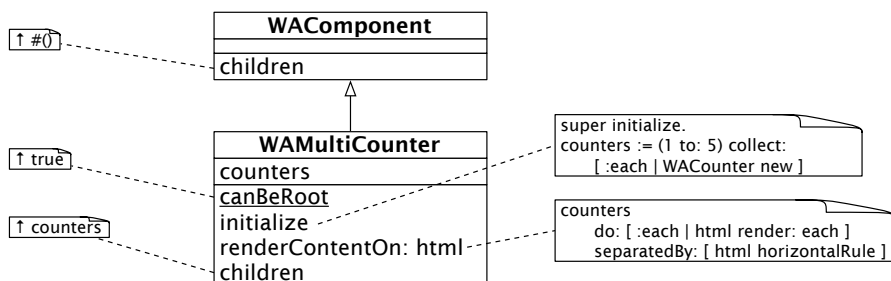 WAComponent
↑ #()
children
WAMultiCounter
counters
↑ true
canBeRoot
initialize
renderContentOn: html
↑ counters
children
super initialize.
counters := (1 to: 5) collect:
[ :each | WACounter new ]
counters
do: [ :each | html render: each ]
separatedBy: [ html horizontalRule ]